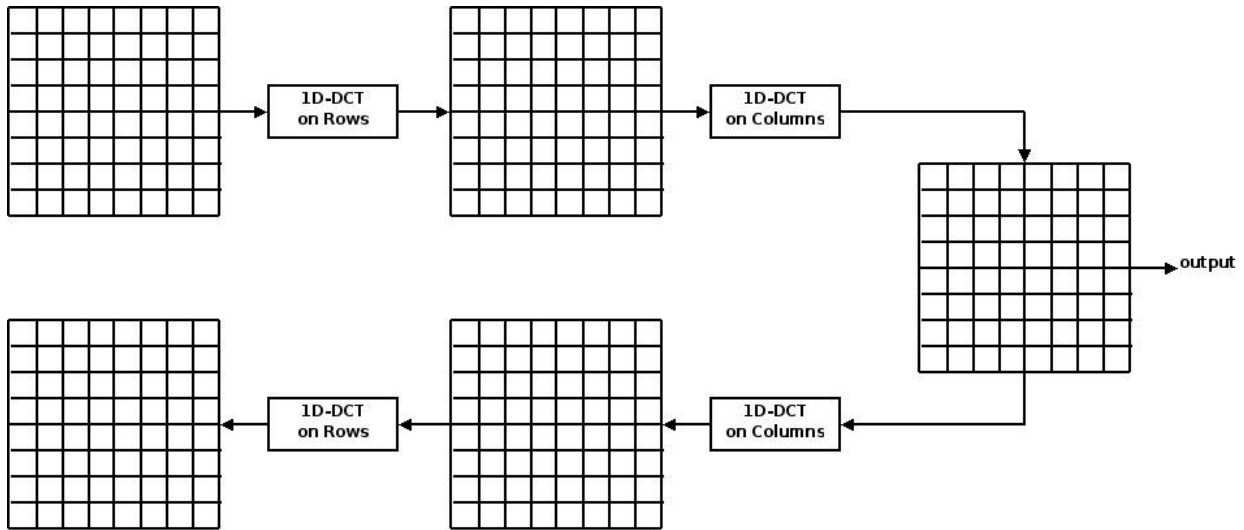 1D-DCT
on Rows
1D-DCT
on Columns
output
1D-DCT
on Rows
1D-DCT
on Columns